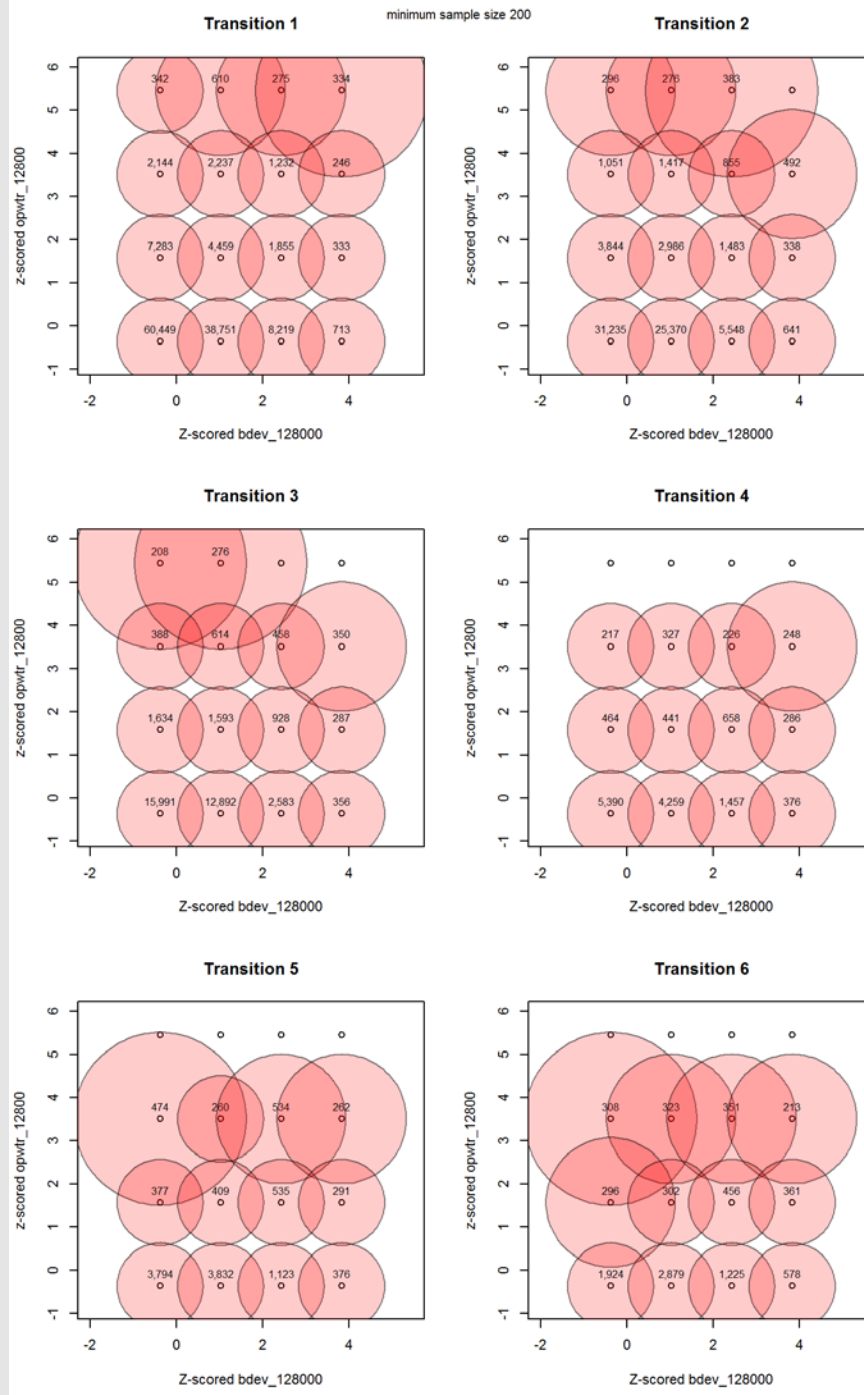 minimum sample size 200
Transition 1
z-scored opwtr_12800
6
5
4
3
2
1
0
-1
342 610 275 334
2,144 2,237 1,232 246
7,283 4,459 1,855 333
60,449 38,751 8,219 713
-2 0 2 4
Z-scored bdev_128000
Transition 2
z-scored opwtr_12800
6
5
4
3
2
1
0
-1
296 276 383
1,051 1,417 855 492
3,844 2,986 1,483 338
31,235 25,370 5,548 641
-2 0 2 4
Z-scored bdev_128000
Transition 3
z-scored opwtr_12800
6
5
4
3
2
1
0
-1
208 276
388 614 458 350
1,634 1,593 928 287
15,991 12,892 2,583 356
-2 0 2 4
Z-scored bdev_128000
Transition 4
z-scored opwtr_12800
6
5
4
3
2
1
0
-1
217 327 226 248
464 441 658 286
5,390 4,259 1,457 376
-2 0 2 4
Z-scored bdev_128000
Transition 5
z-scored opwtr_12800
6
5
4
3
2
1
0
-1
474 260 534 262
377 409 535 291
3,794 3,832 1,123 376
-2 0 2 4
Z-scored bdev_128000
Transition 6
z-scored opwtr_12800
6
5
4
3
2
1
0
-1
308 323 351 213
296 302 456 361
1,924 2,879 1,225 578
-2 0 2 4
Z-scored bdev_128000